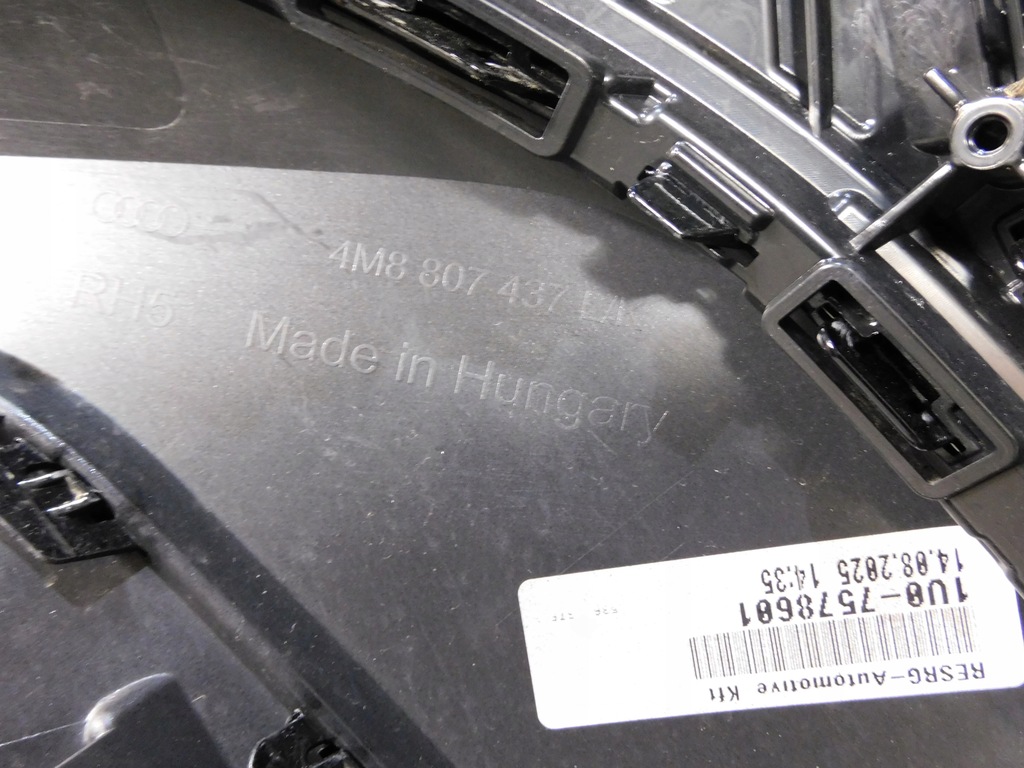 4M8 807 437
RH5
Made in Hungary
RESRG-Automotive Kft
1U0-7578601
14.08.2025 14:35